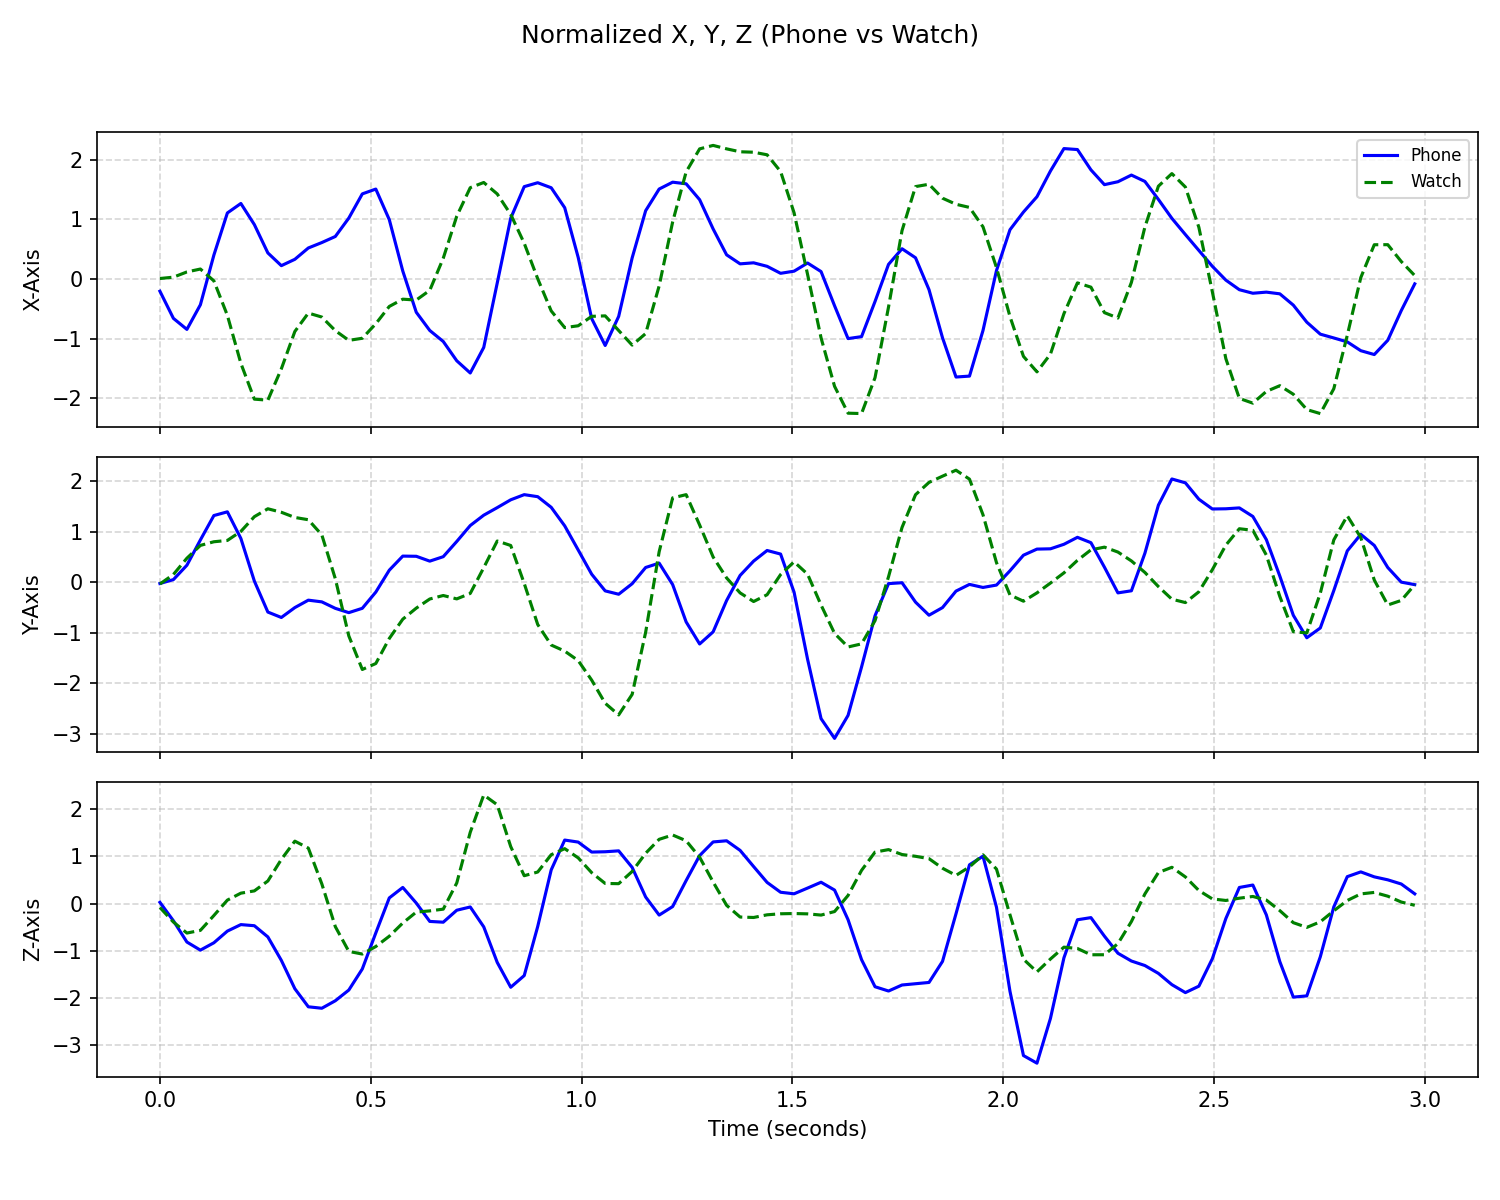 Normalized X, Y, Z (Phone vs Watch)
X-Axis
2
1
0
−1
−2
Phone
Watch
Y-Axis
2
1
0
−1
−2
−3
Z-Axis
2
1
0
−1
−2
−3
0.0 0.5 1.0 1.5 2.0 2.5 3.0
Time (seconds)